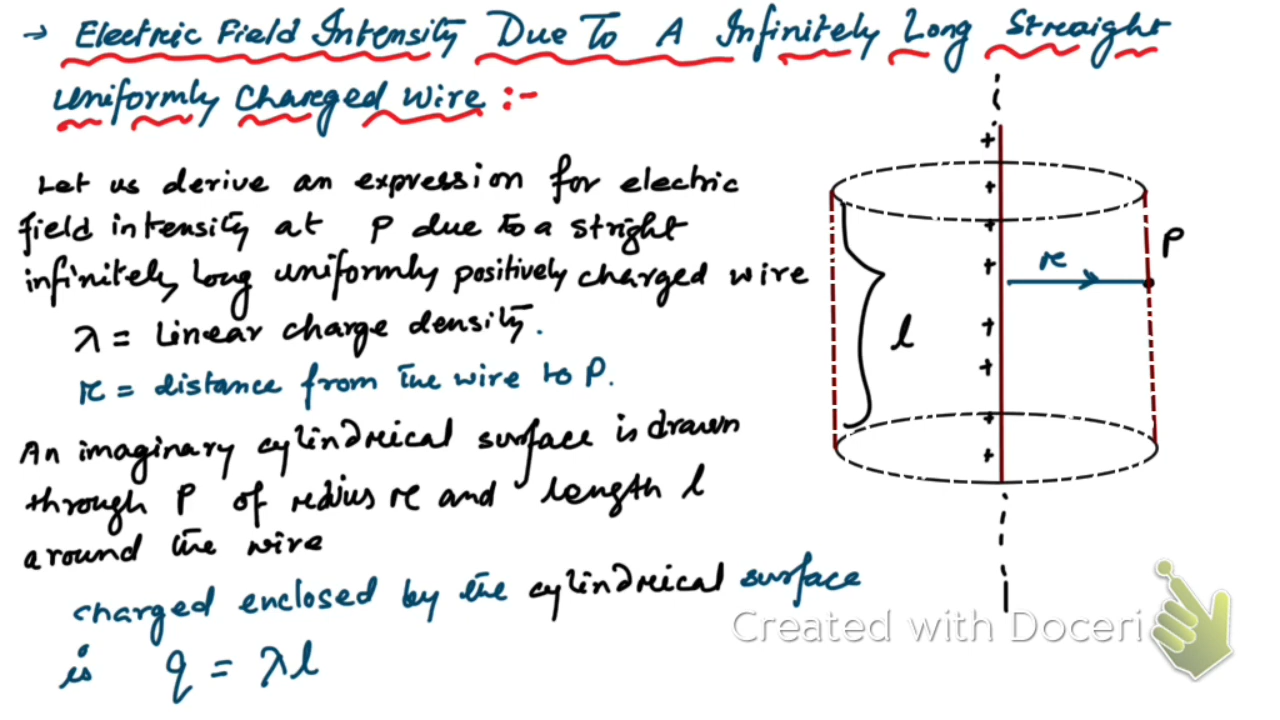 → Electric Field Intensity Due To A Infinitely Long Straight
Uniformly Charged Wire :-
Let us derive an expression for electric
field intensity at P due to a stright
infinitely long uniformly positively charged wire
λ = Linear charge density.
r = distance from the wire to P.
An imaginary cylindrical surface is drawn
through P of radius r and length l
around the wire
charged enclosed by the cylindrical surface
is q = λl
r
P
l
+
+
+
+
+
+
+
+
Created with Doceri